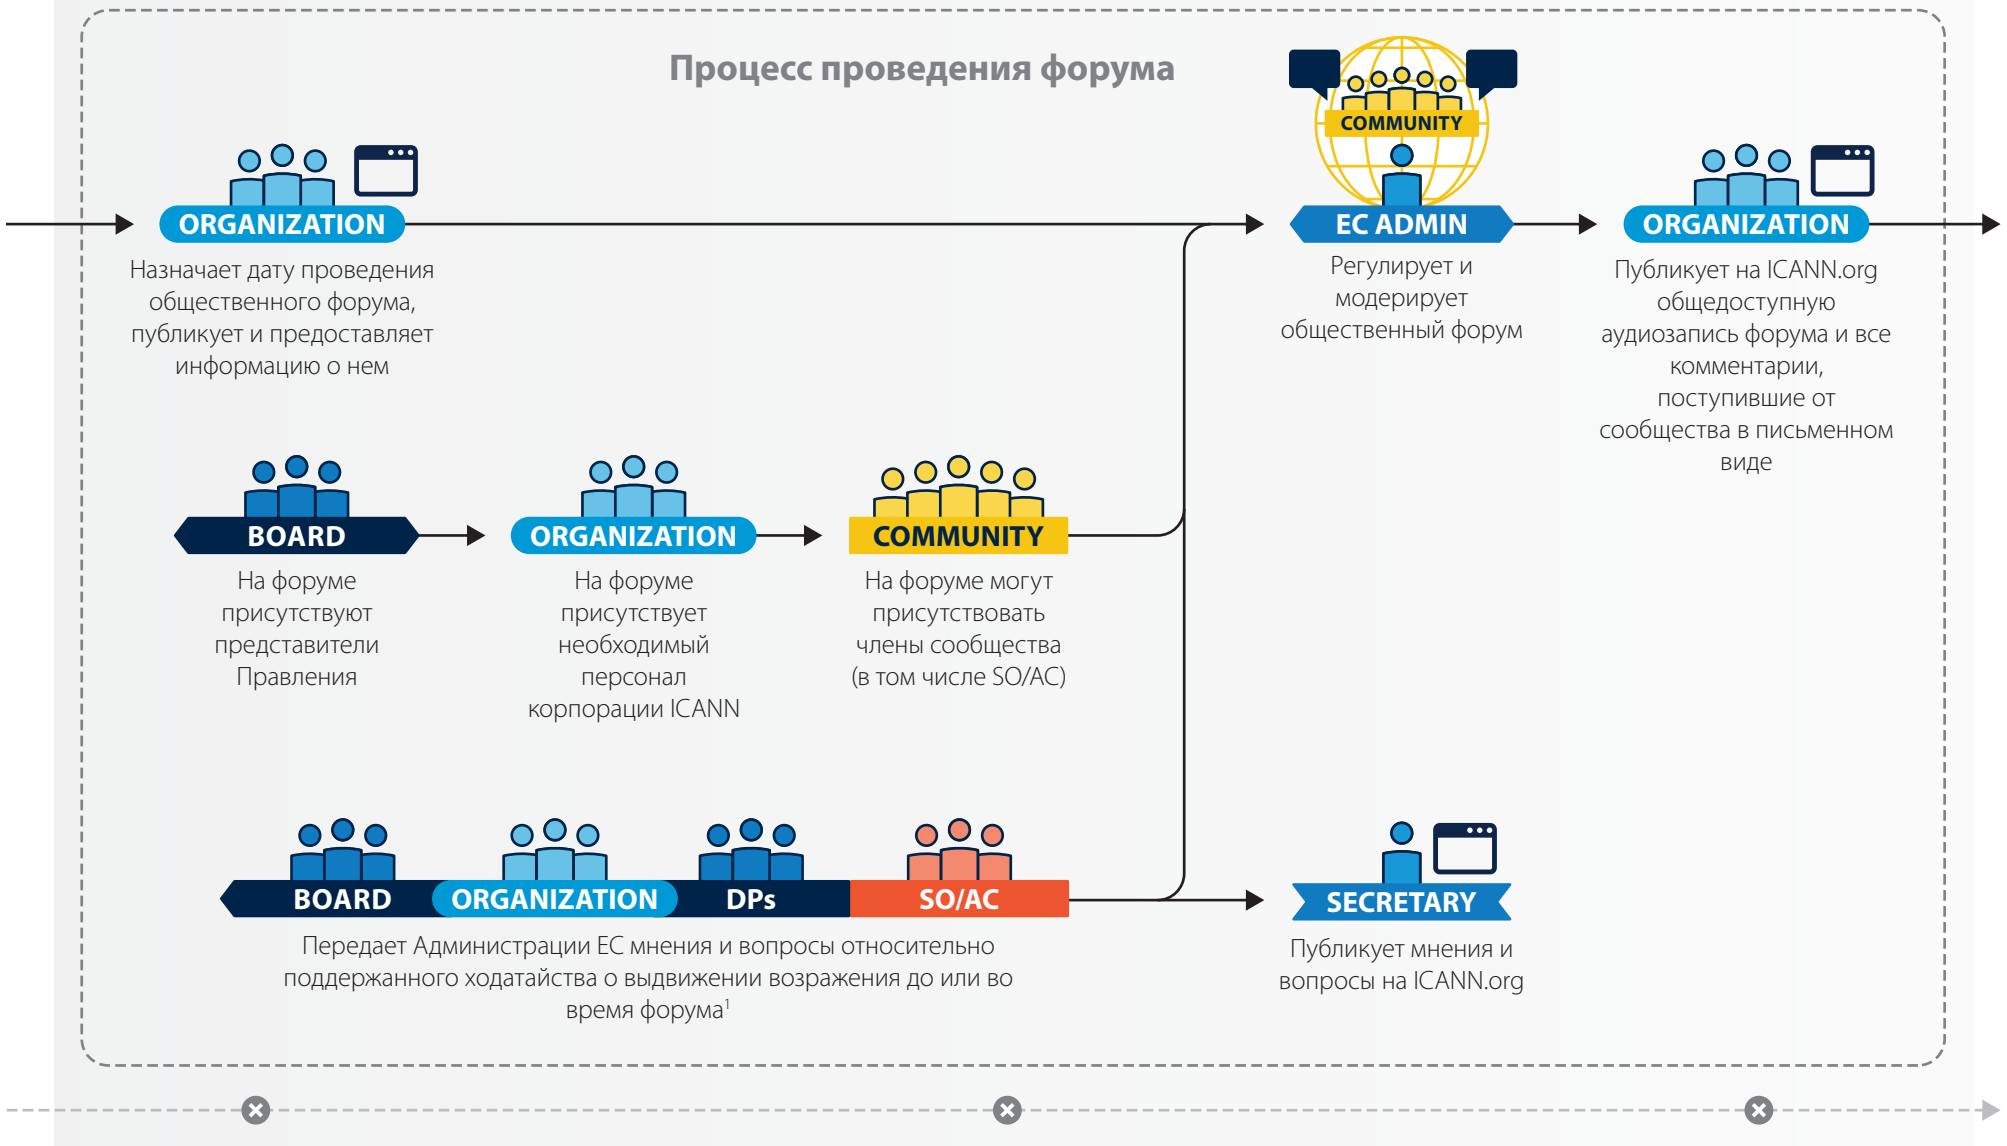 Процесс проведения форума
COMMUNITY
ORGANIZATION
Назначает дату проведения
общественного форума,
публикует и предоставляет
информацию о нем
EC ADMIN
Регулирует и
модерирует
общественный форум
ORGANIZATION
Публикует на ICANN.org
общедоступную
аудиозапись форума и все
комментарии,
поступившие от
сообщества в письменном
виде
BOARD
На форуме
присутствуют
представители
Правления
ORGANIZATION
На форуме
присутствует
необходимый
персонал
корпорации ICANN
COMMUNITY
На форуме могут
присутствовать
члены сообщества
(в том числе SO/AC)
BOARD ORGANIZATION DPs SO/AC
Передает Администрации EC мнения и вопросы относительно
поддержанного ходатайства о выдвижении возражения до или во
время форума¹
SECRETARY
Публикует мнения и
вопросы на ICANN.org